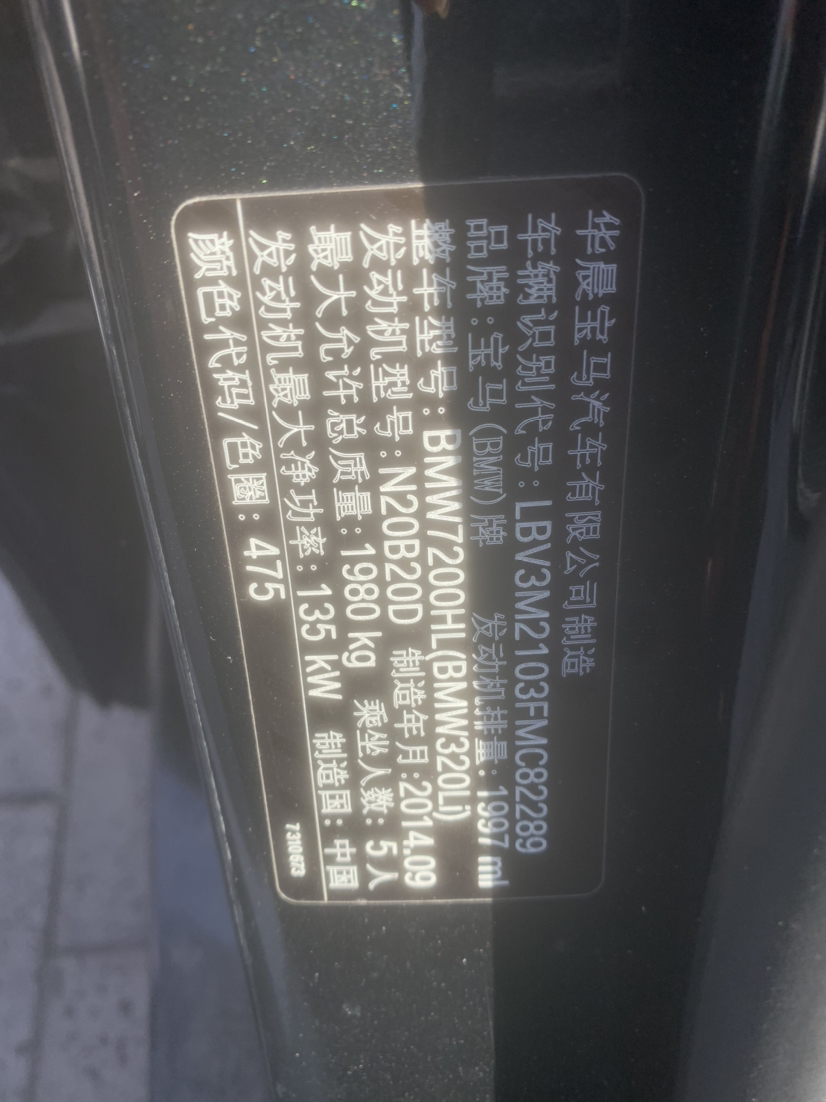 华晨宝马汽车有限公司制造
车辆识别代号：LBV3M2103FMC82289
品牌：宝马(BMW)牌 发动机排量：1997 ml
整车型号：BMW7200HL(BMW320Li)
发动机型号：N20B20D 制造年月：2014.09
最大允许总质量：1980 kg 乘坐人数：5人
发动机最大净功率：135 kW 制造国：中国
颜色代码/色圈：475